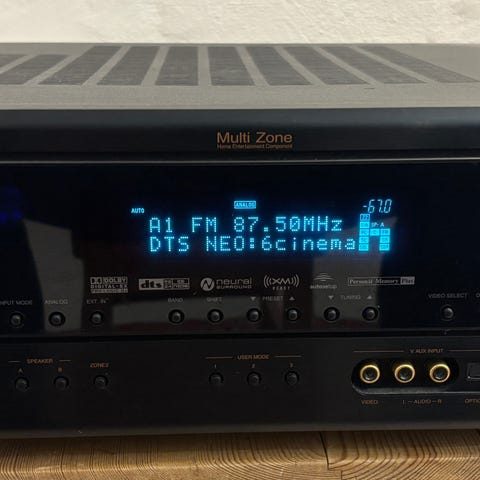 Multi Zone
Home Entertainment Component
AUTO
ANALOG
-67.0
A1 FM 87.50MHz
SP-A
DTS NEO:6cinema
DOLBY
DIGITAL-EX
dts
neural
SURROUND
((XM))
READY
autosetup
Personal Memory Plus
INPUT MODE
ANALOG
EXT. IN
BAND
SHIFT
PRESET
TUNING
VIDEO SELECT
SPEAKER
A
B
ZONE2
USER MODE
1
2
3
V. AUX INPUT
VIDEO
L — AUDIO — R